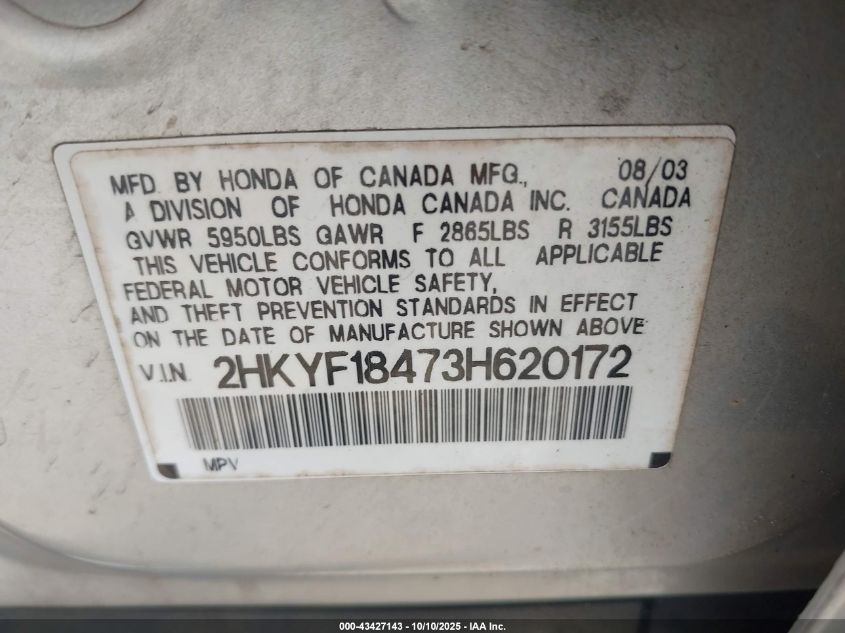 MFD. BY HONDA OF CANADA MFG., 08/03
A DIVISION OF HONDA CANADA INC. CANADA
GVWR 5950LBS GAWR F 2865LBS R 3155LBS
THIS VEHICLE CONFORMS TO ALL APPLICABLE
FEDERAL MOTOR VEHICLE SAFETY,
AND THEFT PREVENTION STANDARDS IN EFFECT
ON THE DATE OF MANUFACTURE SHOWN ABOVE
V.I.N. 2HKYF18473H620172
MPV
000-43427143 - 10/10/2025 - IAA Inc.